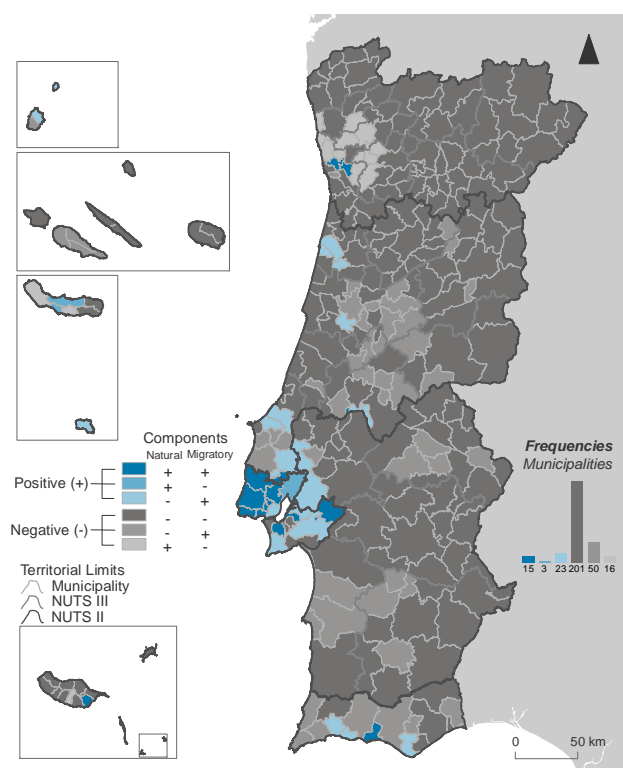 Components
Natural Migratory
Positive (+)
+ +
+ -
- +
Negative (-)
- -
- +
+ -
Territorial Limits
Municipality
NUTS III
NUTS II
Frequencies
Municipalities
15 3 23 201 50 16
0 50 km